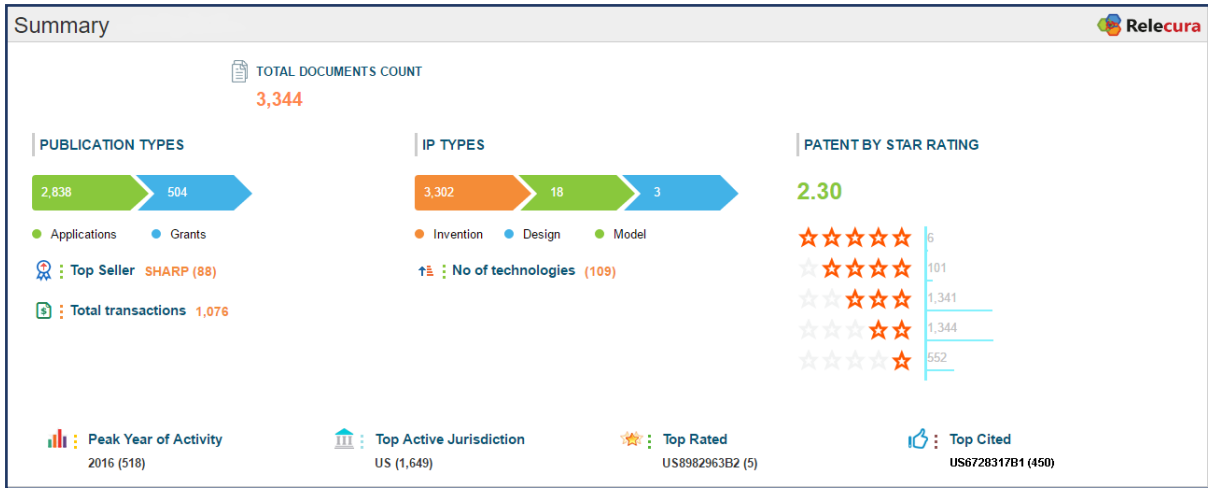 Summary
Relecura
TOTAL DOCUMENTS COUNT
3,344
PUBLICATION TYPES
2,838
504
Applications
Grants
Top Seller SHARP (88)
Total transactions 1,076
IP TYPES
3,302
18
3
Invention
Design
Model
No of technologies (109)
PATENT BY STAR RATING
2.30
6
101
1,341
1,344
552
Peak Year of Activity
2016 (518)
Top Active Jurisdiction
US (1,649)
Top Rated
US8982963B2 (5)
Top Cited
US6728317B1 (450)